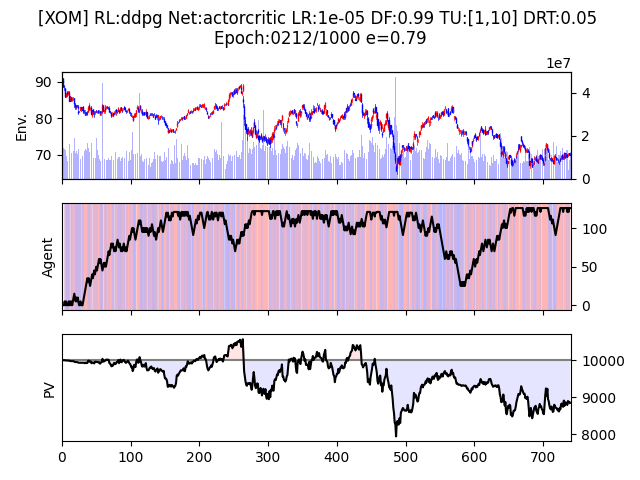 [XOM] RL:ddpg Net:actorcritic LR:1e-05 DF:0.99 TU:[1,10] DRT:0.05
Epoch:0212/1000 e=0.79
1e7
90
80
70
Env.
4
2
0
Agent
100
50
0
PV
10000
9000
8000
0 100 200 300 400 500 600 700